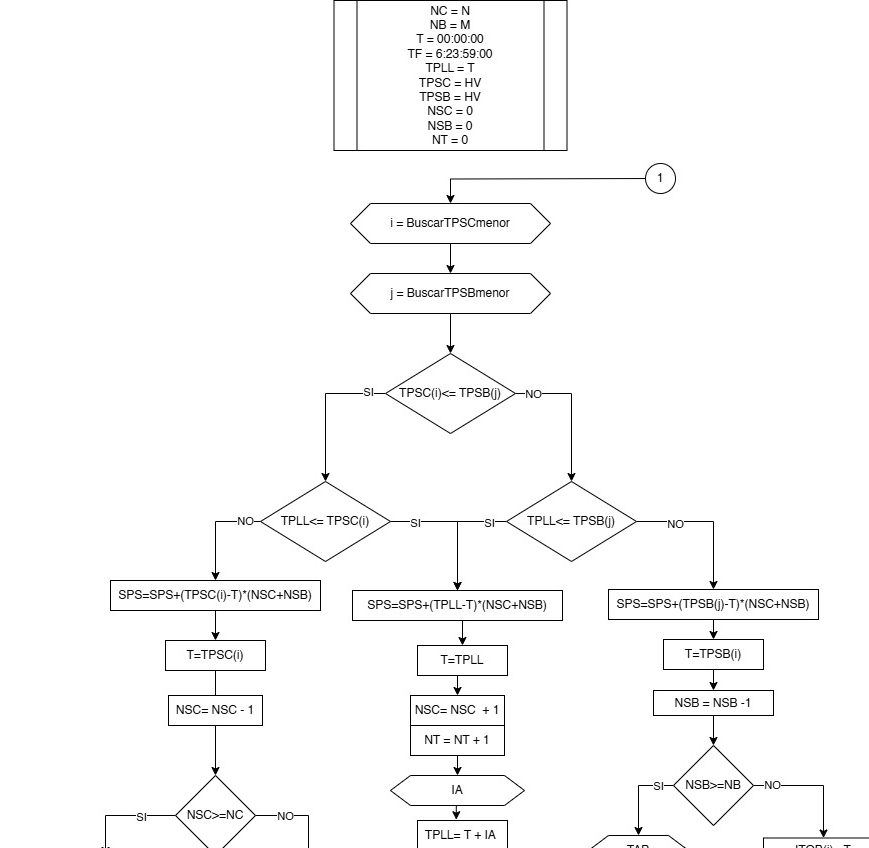 NC = N
NB = M
T = 00:00:00
TF = 6:23:59:00
TPLL = T
TPSC = HV
TPSB = HV
NSC = 0
NSB = 0
NT = 0
1
i = BuscarTPSCmenor
j = BuscarTPSBmenor
SI
TPSC(i)<= TPSB(j)
NO
NO
TPLL<= TPSC(i)
SI
SI
TPLL<= TPSB(j)
NO
SPS=SPS+(TPSC(i)-T)*(NSC+NSB)
SPS=SPS+(TPLL-T)*(NSC+NSB)
SPS=SPS+(TPSB(j)-T)*(NSC+NSB)
T=TPSC(i)
T=TPLL
T=TPSB(i)
NSC= NSC - 1
NSC= NSC + 1
NSB = NSB -1
NT = NT + 1
IA
SI
NSB>=NB
NO
SI
NSC>=NC
NO
TPLL= T + IA